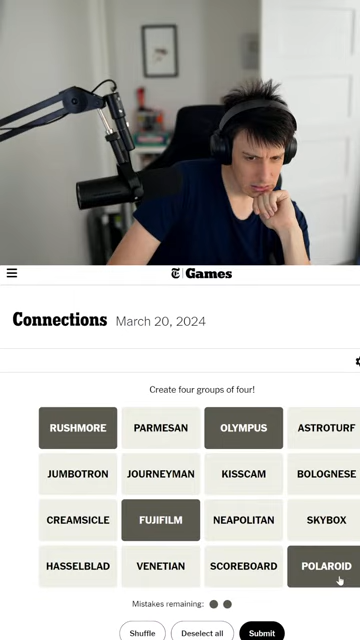 Games
Connections March 20, 2024
Create four groups of four!
RUSHMORE PARMESAN OLYMPUS ASTROTURF
JUMBOTRON JOURNEYMAN KISSCAM BOLOGNESE
CREAMSICLE FUJIFILM NEAPOLITAN SKYBOX
HASSELBLAD VENETIAN SCOREBOARD POLAROID
Mistakes remaining:
Shuffle Deselect all Submit